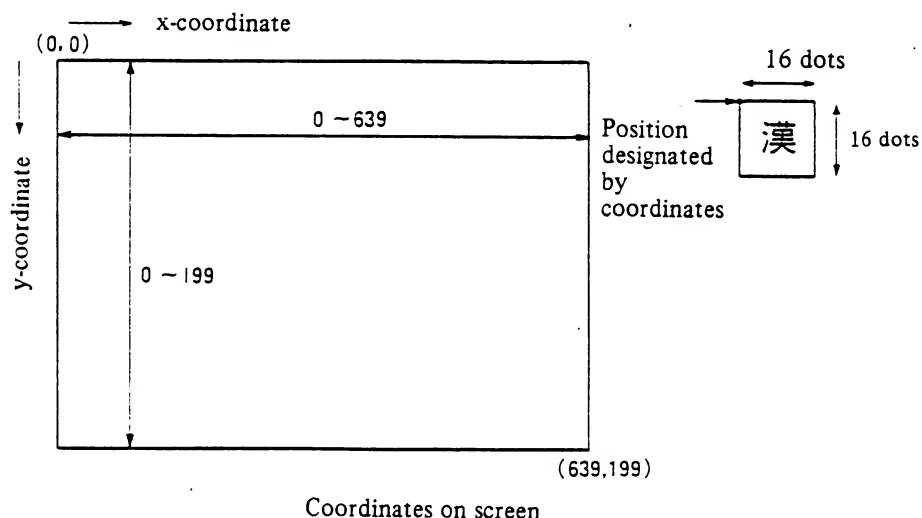 x-coordinate
(0,0)
16 dots
0 ~639
Position
designated
by
coordinates
漢
16 dots
y-coordinate
0 ~199
(639,199)
Coordinates on screen